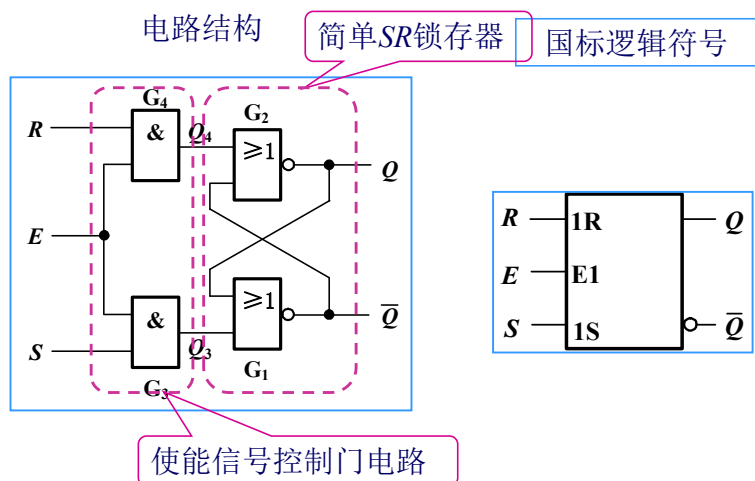 电路结构
简单SR锁存器
国标逻辑符号
G₄
G₂
R
&
Q₄
≥1
Q
E
&
≥1
Q̅
S
Q₃
G₃
G₁
R
1R
Q
E
E1
S
1S
Q̅
使能信号控制门电路